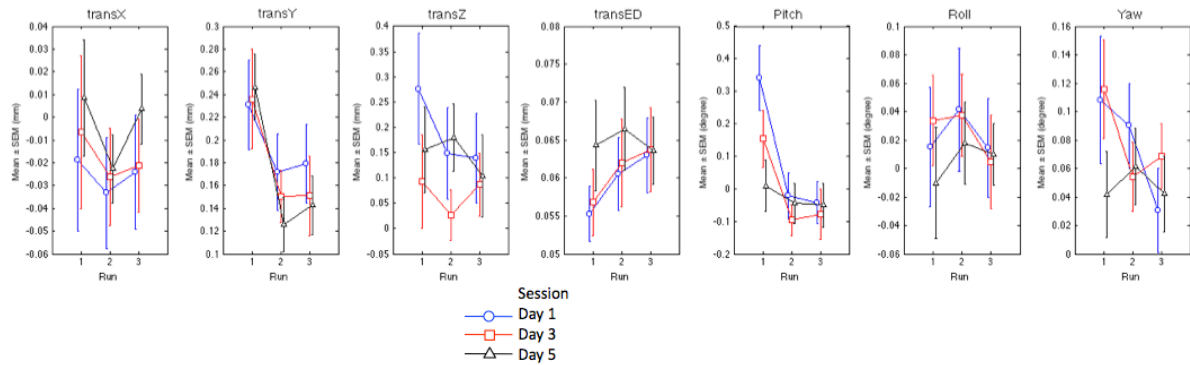 transX
Mean ± SEM (mm)
0.04
0.03
0.02
0.01
0
-0.01
-0.02
-0.03
-0.04
-0.05
-0.06
1 2 3
Run
transY
Mean ± SEM (mm)
0.3
0.28
0.26
0.24
0.22
0.2
0.18
0.16
0.14
0.12
0.1
1 2 3
Run
transZ
Mean ± SEM (mm)
0.4
0.35
0.3
0.25
0.2
0.15
0.1
0.05
0
-0.05
1 2 3
Run
transED
Mean ± SEM (mm)
0.08
0.075
0.07
0.065
0.06
0.055
0.05
1 2 3
Run
Pitch
Mean ± SEM (degree)
0.5
0.4
0.3
0.2
0.1
0
-0.1
-0.2
1 2 3
Run
Roll
Mean ± SEM (degree)
0.1
0.08
0.06
0.04
0.02
0
-0.02
-0.04
-0.06
1 2 3
Run
Yaw
Mean ± SEM (degree)
0.16
0.14
0.12
0.1
0.08
0.06
0.04
0.02
0
1 2 3
Run
Session
Day 1
Day 3
Day 5